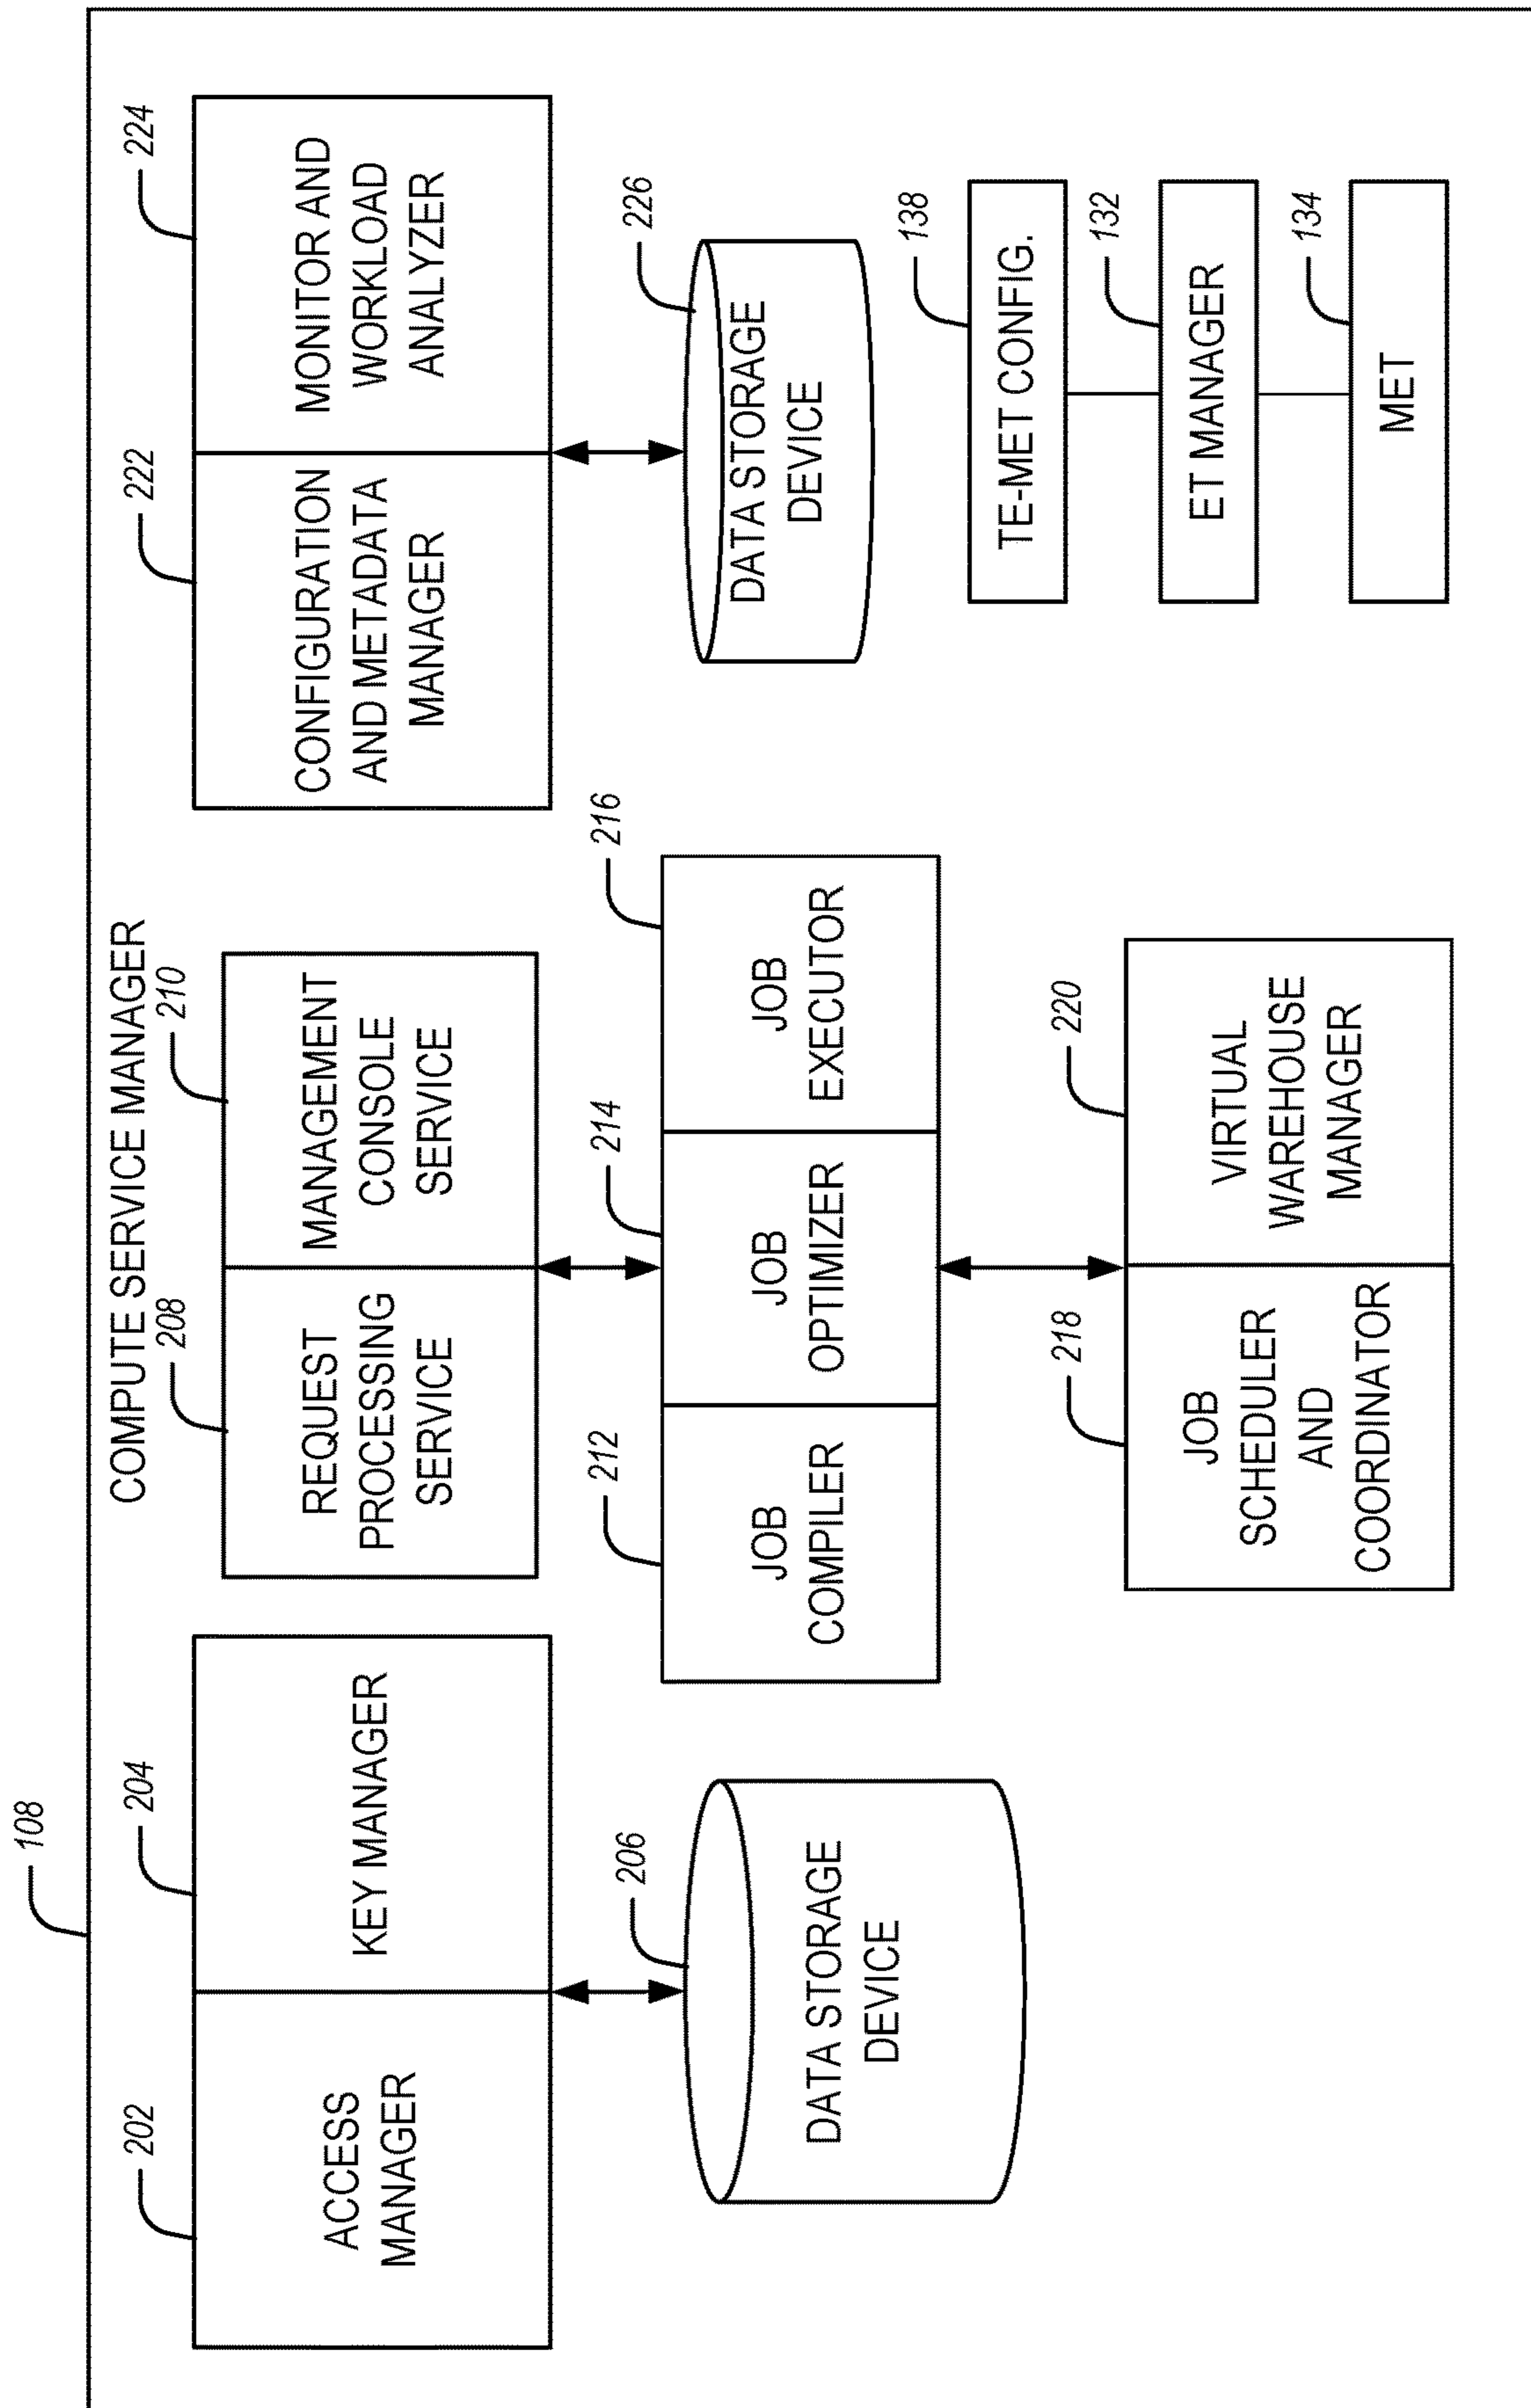 108
COMPUTE SERVICE MANAGER
202
ACCESS
MANAGER
204
KEY MANAGER
206
DATA STORAGE
DEVICE
208
REQUEST
PROCESSING
SERVICE
210
MANAGEMENT
CONSOLE
SERVICE
212
JOB
COMPILER
214
JOB
OPTIMIZER
216
JOB
EXECUTOR
218
JOB
SCHEDULER
AND
COORDINATOR
220
VIRTUAL
WAREHOUSE
MANAGER
222
CONFIGURATION
AND METADATA
MANAGER
224
MONITOR AND
WORKLOAD
ANALYZER
226
DATA STORAGE
DEVICE
138
TE-MET CONFIG.
132
ET MANAGER
134
MET